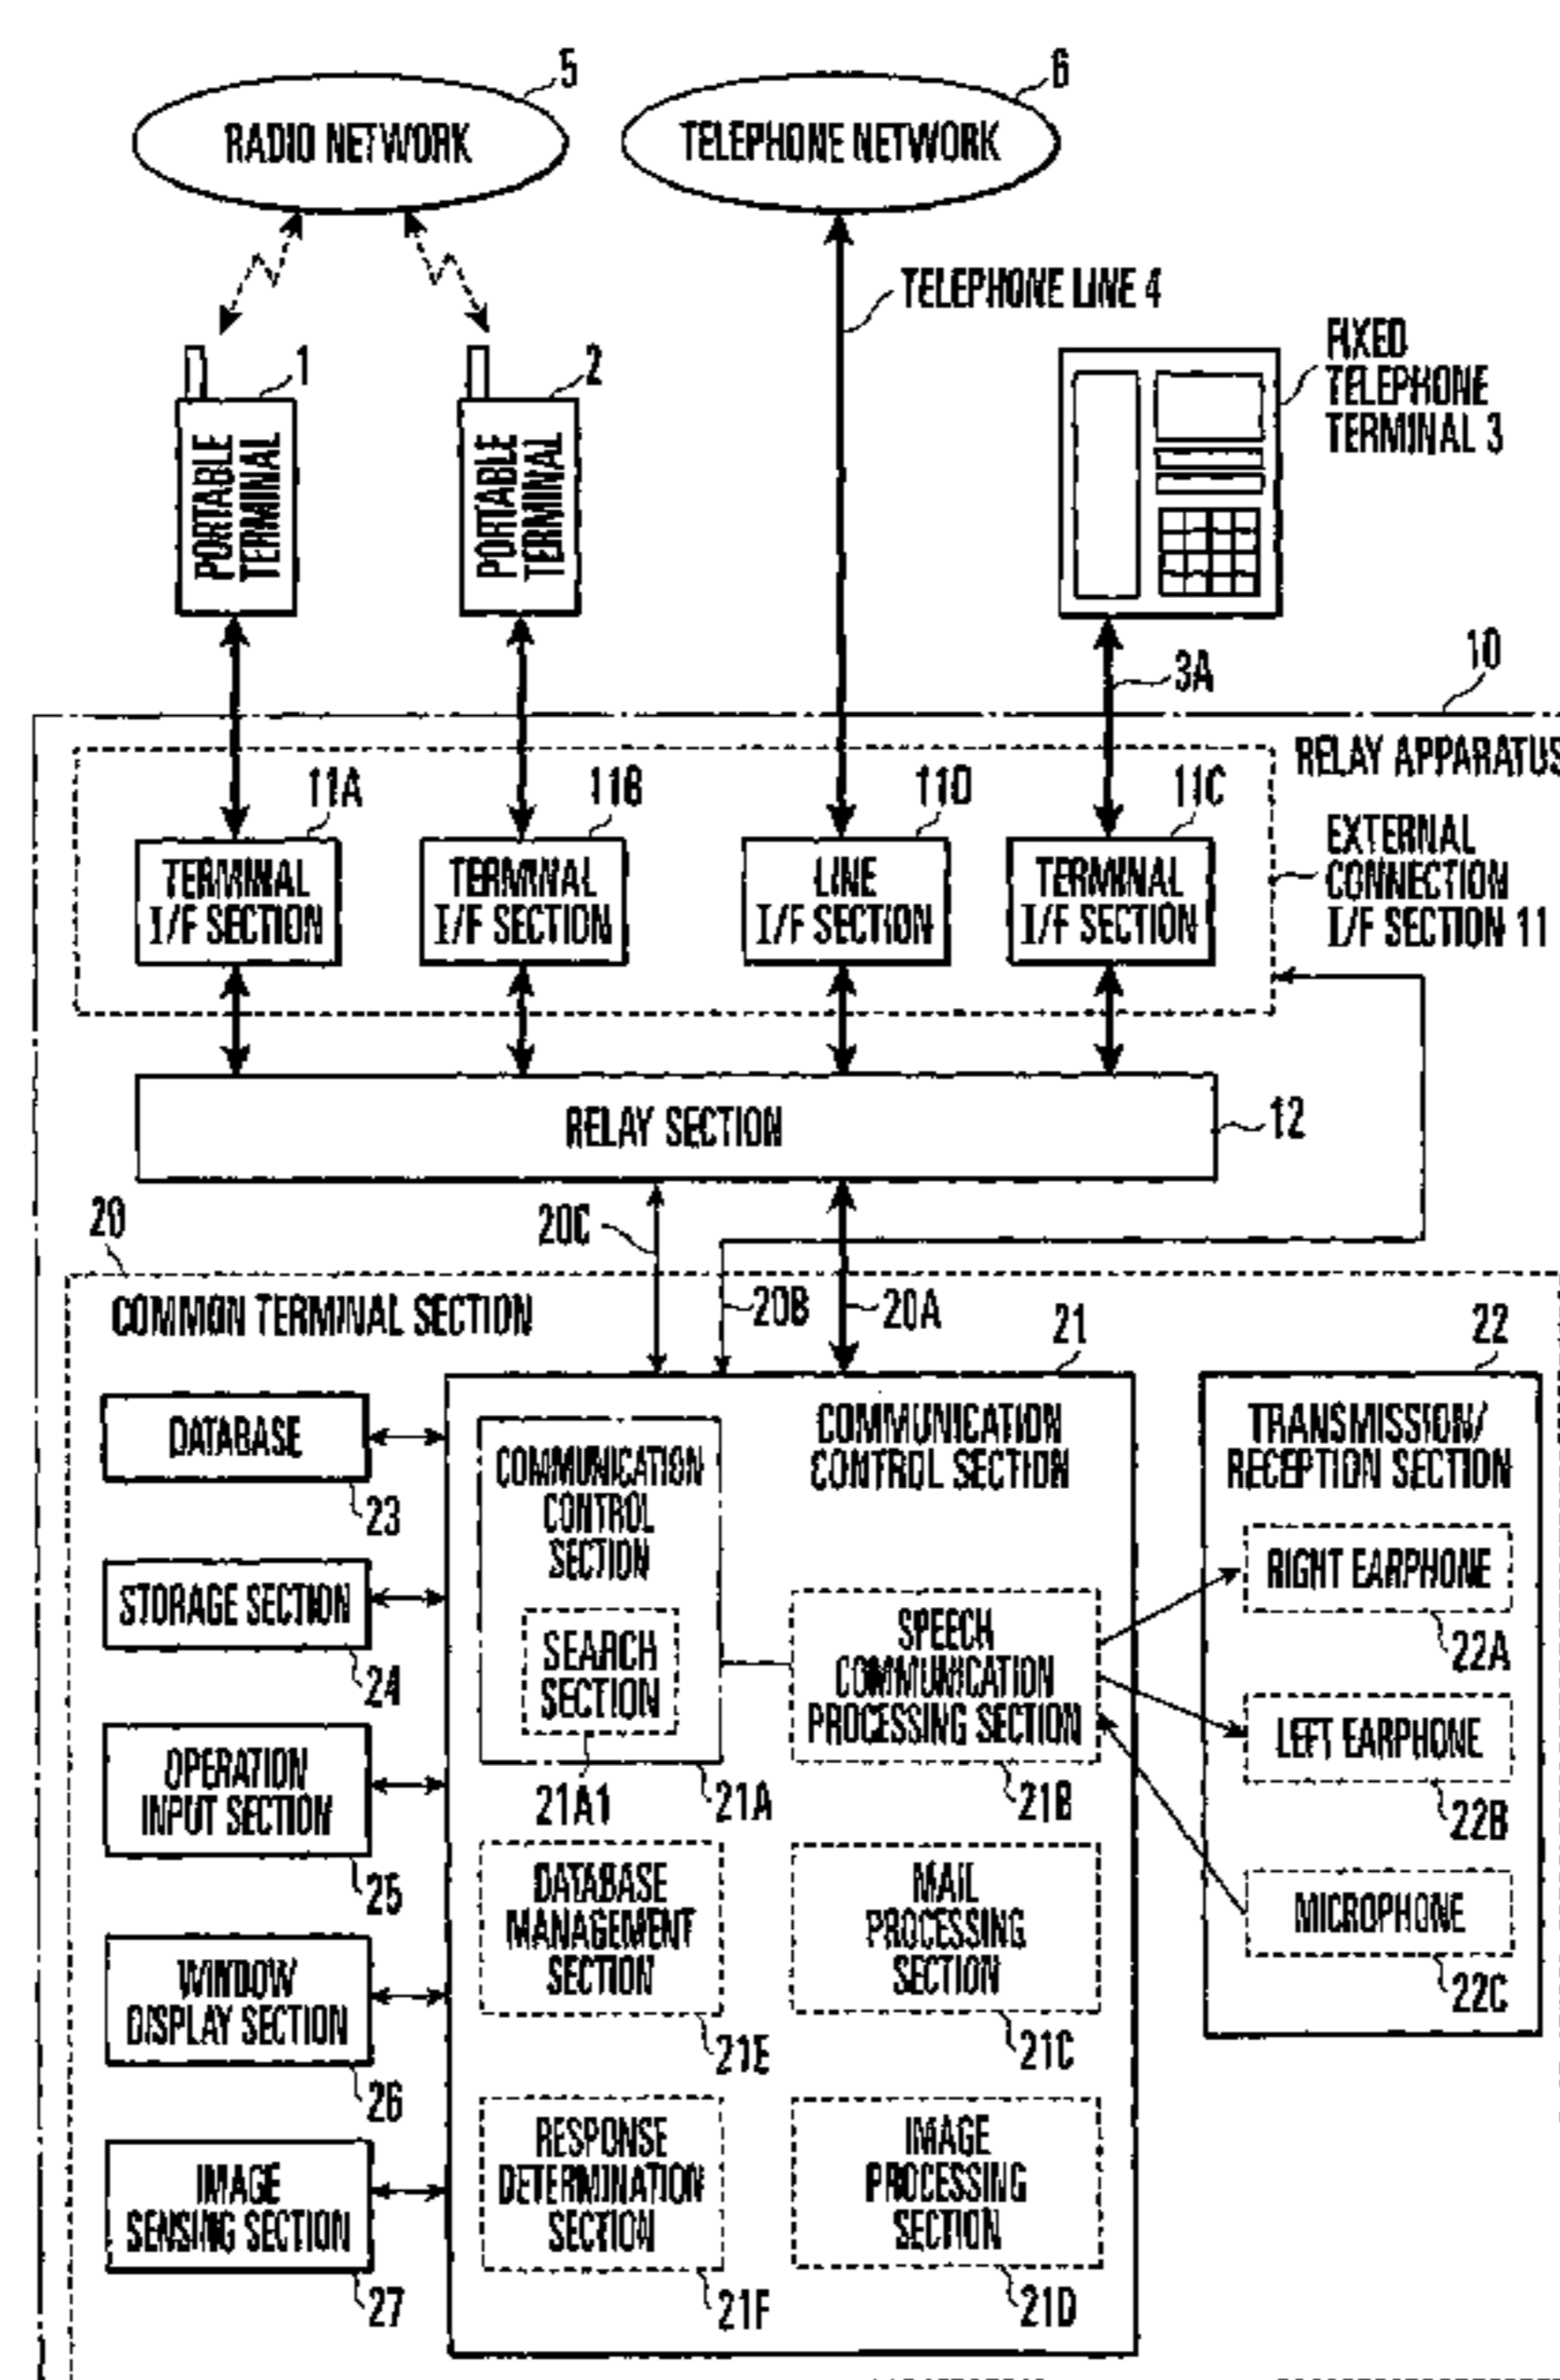 5
6
RADIO NETWORK
TELEPHONE NETWORK
TELEPHONE LINE 4
FIXED
TELEPHONE
TERMINAL 3
1
2
PORTABLE
TERMINAL
PORTABLE
TERMINAL
3A
10
RELAY APPARATUS
11A
11B
11D
11C
TERMINAL
I/F SECTION
TERMINAL
I/F SECTION
LINE
I/F SECTION
TERMINAL
I/F SECTION
EXTERNAL
CONNECTION
I/F SECTION 11
RELAY SECTION
12
20
20C
COMMON TERMINAL SECTION
20B
20A
21
22
DATABASE
23
STORAGE SECTION
24
OPERATION
INPUT SECTION
25
WINDOW
DISPLAY SECTION
26
IMAGE
SENSING SECTION
27
COMMUNICATION
CONTROL SECTION
COMMUNICATION
CONTROL
SECTION
SEARCH
SECTION
21A1
21A
SPEECH
COMMUNICATION
PROCESSING SECTION
21B
DATABASE
MANAGEMENT
SECTION
21E
MAIL
PROCESSING
SECTION
21C
RESPONSE
DETERMINATION
SECTION
21F
IMAGE
PROCESSING
SECTION
21D
TRANSMISSION/
RECEPTION SECTION
RIGHT EARPHONE
22A
LEFT EARPHONE
22B
MICROPHONE
22C